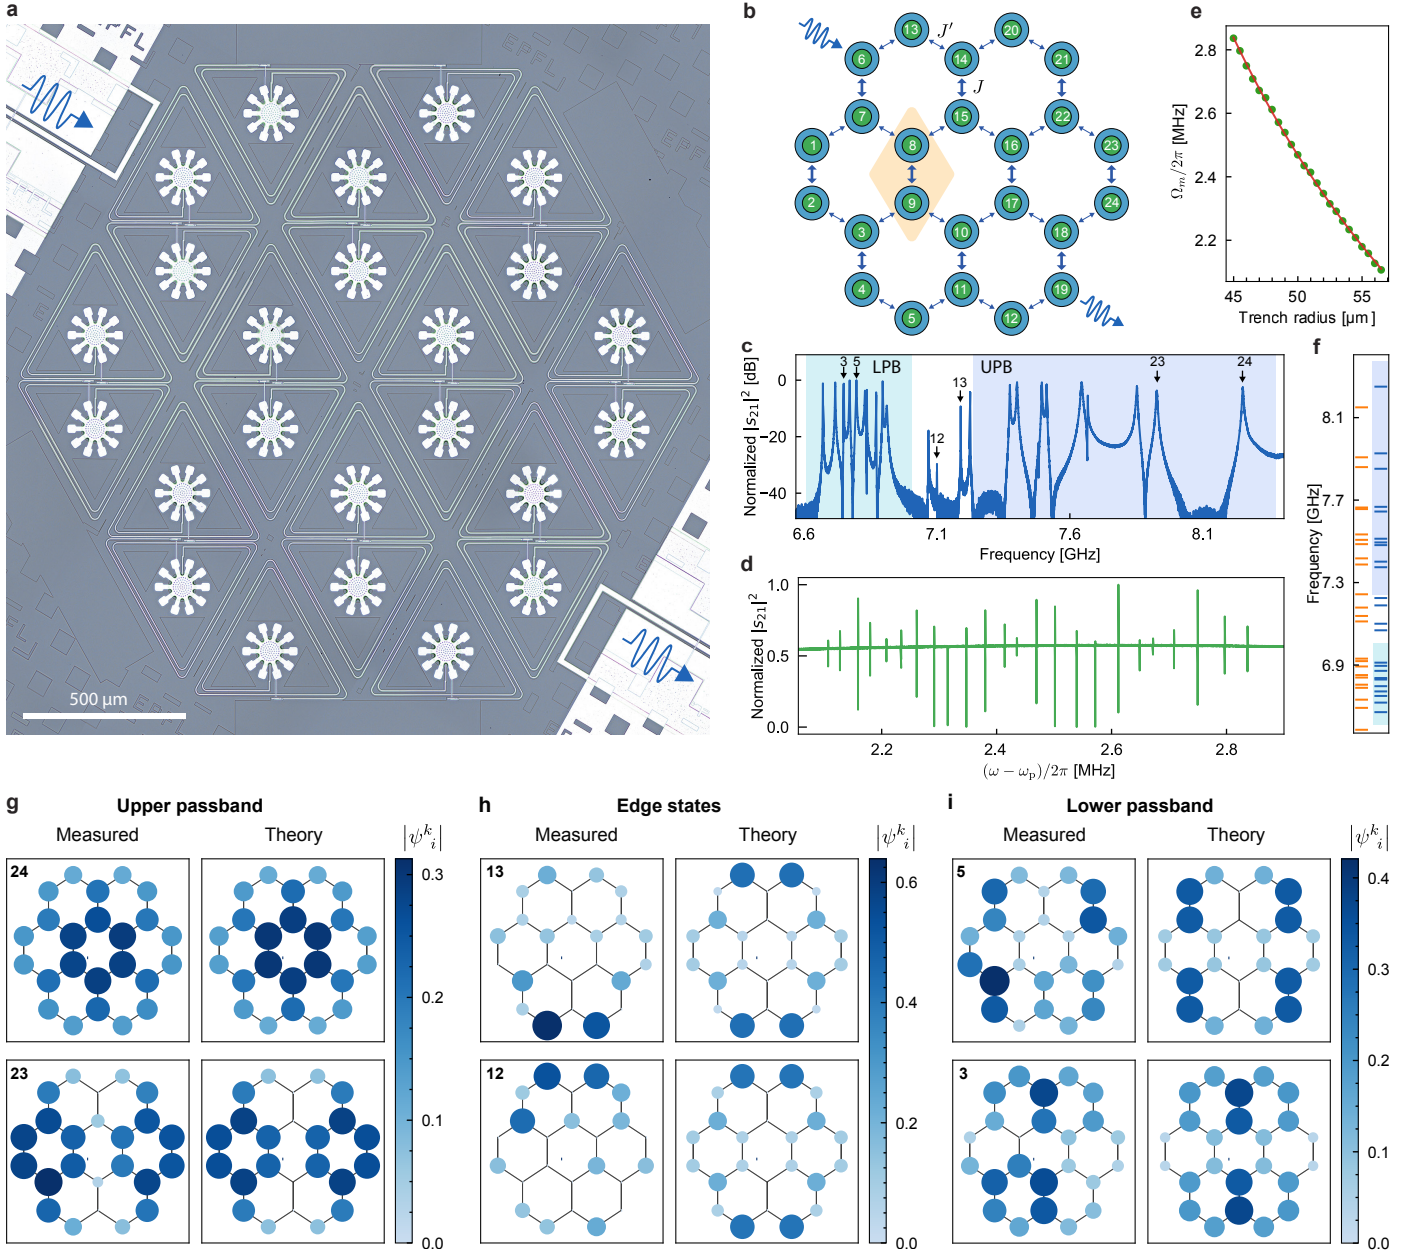 a
EPFL
EPFL
EPFL
500 µm
b
13
J′
20
6
14
21
J
7
15
22
1
8
16
23
2
9
17
24
3
10
18
4
11
19
5
12
e
Ω_m/2π [MHz]
2.8
2.6
2.4
2.2
45
50
55
Trench radius [µm]
c
Normalized |s₂₁|² [dB]
0
−20
−40
3
5
LPB
UPB
12
13
23
24
6.6
7.1
7.6
8.1
Frequency [GHz]
d
Normalized |s₂₁|²
1.0
0.5
0.0
2.2
2.4
2.6
2.8
(ω − ω_p)/2π [MHz]
f
Frequency [GHz]
8.1
7.7
7.3
6.9
g
Upper passband
Measured
Theory
|ψ^k_i|
24
23
0.3
0.2
0.1
0.0
h
Edge states
Measured
Theory
|ψ^k_i|
13
12
0.6
0.4
0.2
0.0
i
Lower passband
Measured
Theory
|ψ^k_i|
5
3
0.4
0.3
0.2
0.1
0.0